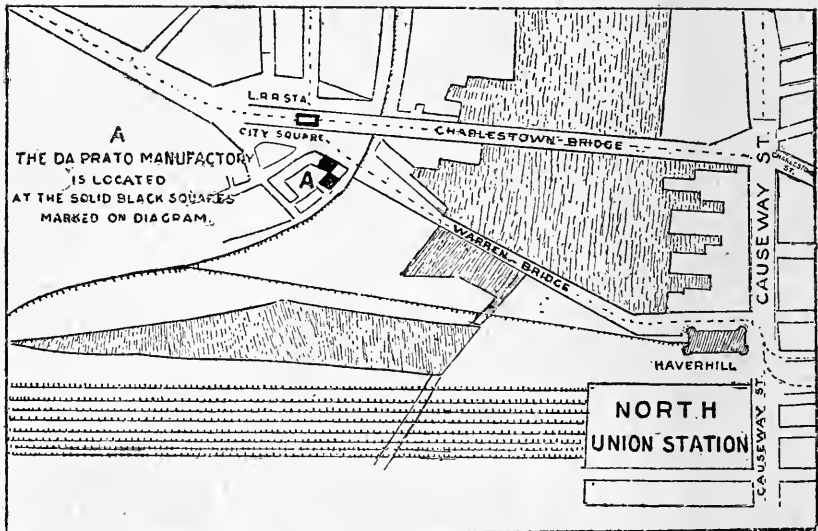 L.R.R STA.
CITY SQUARE
CHARLESTOWN-BRIDGE
CHARLESTON
ST.
A
THE DA PRATO MANUFACTORY
IS LOCATED
AT THE SOLID BLACK SQUARES
MARKED ON DIAGRAM.
A
WARREN-BRIDGE
CAUSEWAY ST.
HAVERHILL
NORTH
UNION STATION
CAUSEWAY ST.